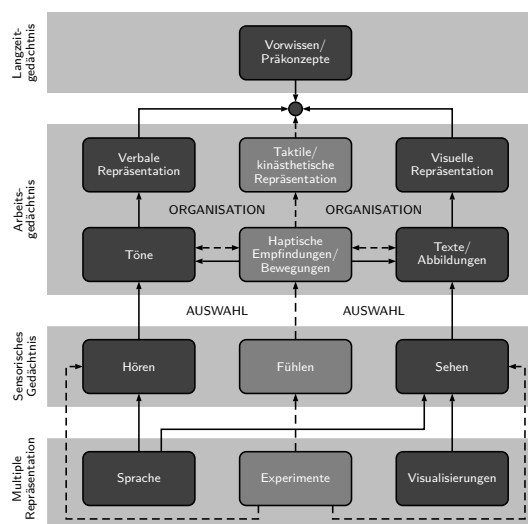 Langzeit-
gedächtnis
Vorwissen/
Präkonzepte
Arbeits-
gedächtnis
Verbale
Repräsentation
Taktile/
kinästhetische
Repräsentation
Visuelle
Repräsentation
ORGANISATION
ORGANISATION
Töne
Haptische
Empfindungen/
Bewegungen
Texte/
Abbildungen
AUSWAHL
AUSWAHL
Sensorisches
Gedächtnis
Hören
Fühlen
Sehen
Multiple
Repräsentation
Sprache
Experimente
Visualisierungen